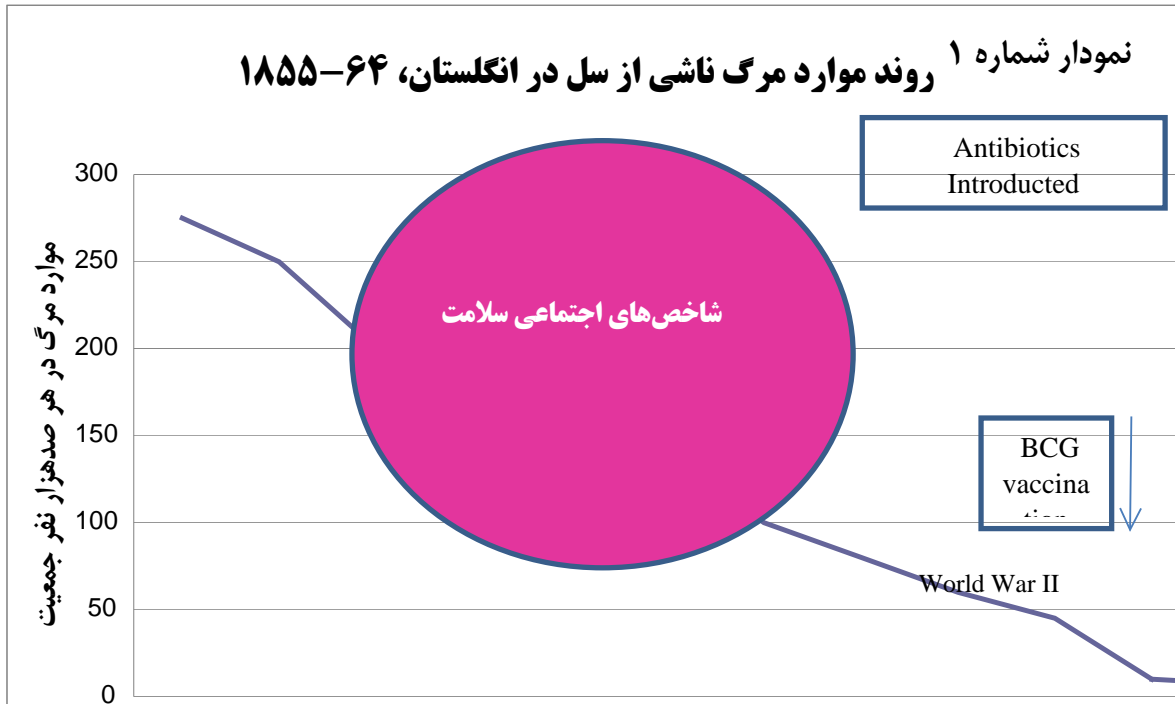 نمودار شماره ۱
روند موارد مرگ ناشی از سل در انگلستان، ۶۴-۱۸۵۵
Antibiotics
Introducted
300
250
200
150
100
50
0
موارد مرگ در هر صدهزار نفر جمعیت
شاخص‌های اجتماعی سلامت
BCG
vaccina
tion
World War II